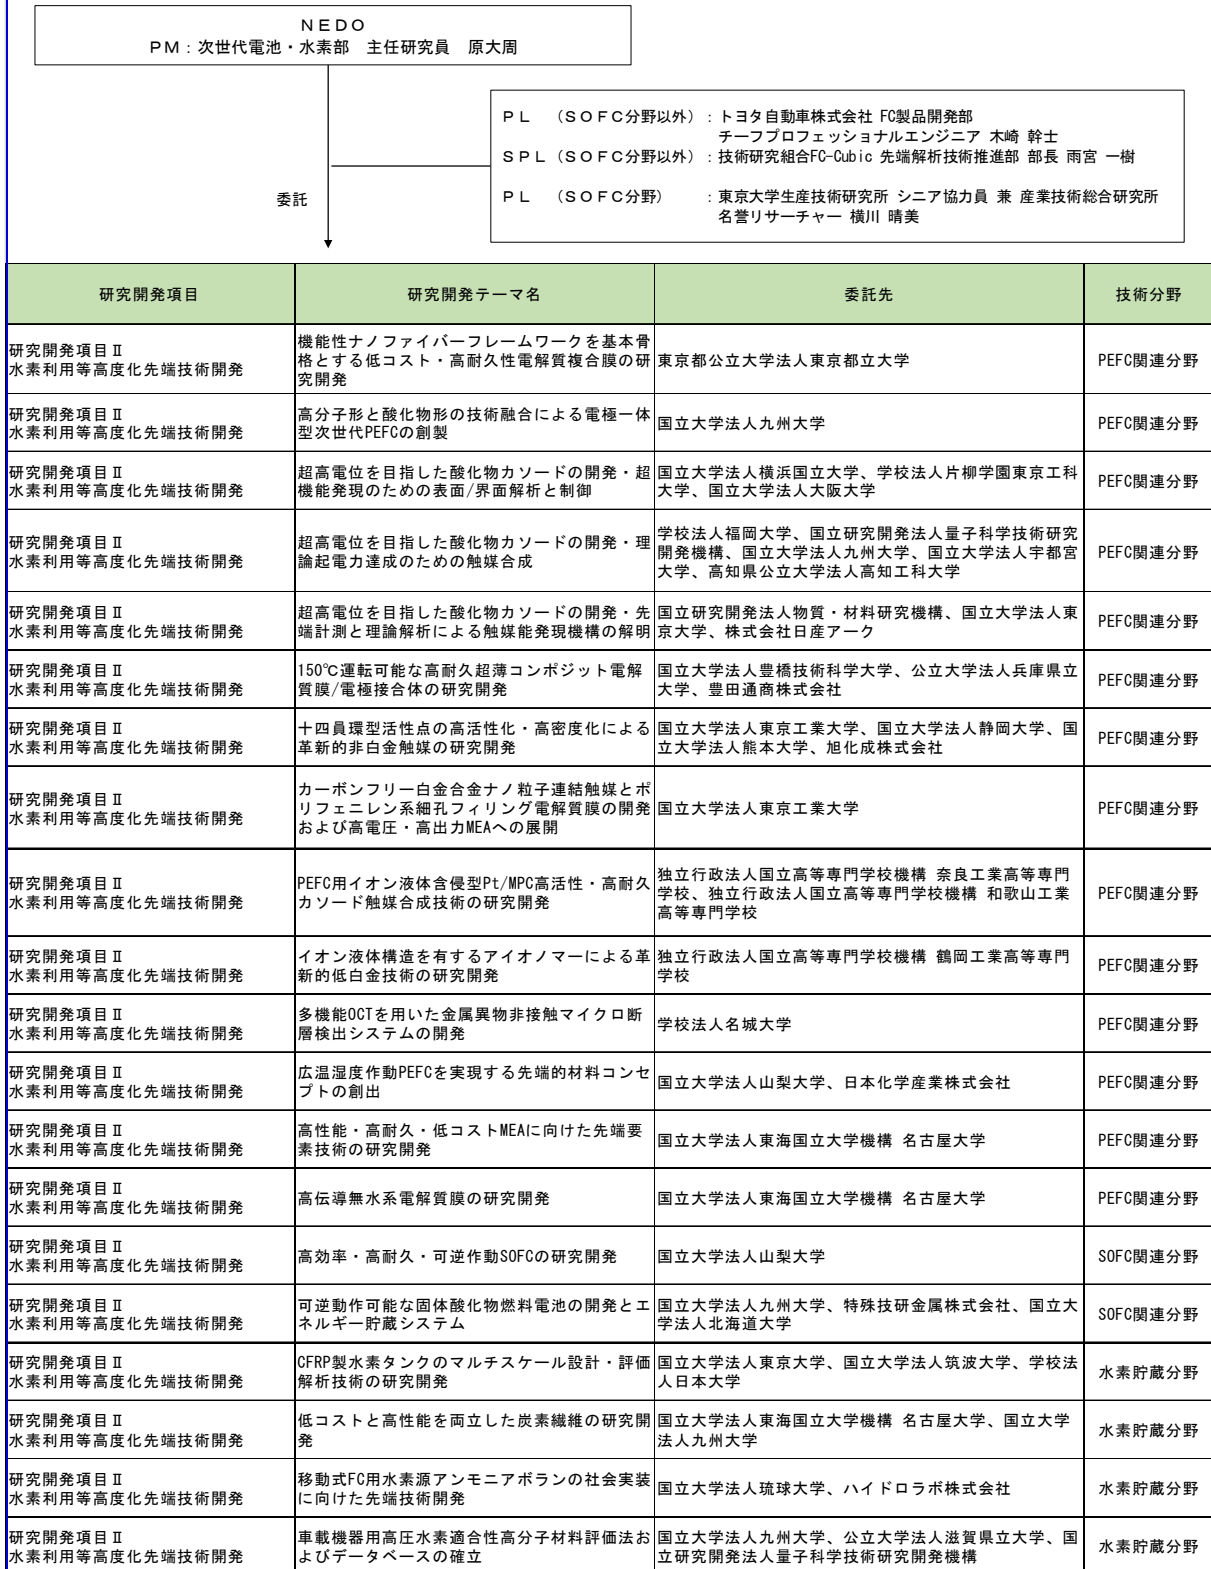 ＮＥＤＯ
ＰＭ：次世代電池・水素部　主任研究員　原大周
ＰＬ　（ＳＯＦＣ分野以外）：トヨタ自動車株式会社 FC製品開発部
チーフプロフェッショナルエンジニア 木崎 幹士
ＳＰＬ（ＳＯＦＣ分野以外）：技術研究組合FC-Cubic 先端解析技術推進部 部長 雨宮 一樹
ＰＬ　（ＳＯＦＣ分野）　　：東京大学生産技術研究所 シニア協力員 兼 産業技術総合研究所
名誉リサーチャー 横川 晴美
委託
研究開発項目 研究開発テーマ名 委託先 技術分野
研究開発項目Ⅱ
水素利用等高度化先端技術開発
機能性ナノファイバーフレームワークを基本骨
格とする低コスト・高耐久性電解質複合膜の研
究開発
東京都公立大学法人東京都立大学
PEFC関連分野
研究開発項目Ⅱ
水素利用等高度化先端技術開発
高分子形と酸化物形の技術融合による電極一体
型次世代PEFCの創製
国立大学法人九州大学
PEFC関連分野
研究開発項目Ⅱ
水素利用等高度化先端技術開発
超高電位を目指した酸化物カソードの開発・超
機能発現のための表面/界面解析と制御
国立大学法人横浜国立大学、学校法人片柳学園東京工科
大学、国立大学法人大阪大学
PEFC関連分野
研究開発項目Ⅱ
水素利用等高度化先端技術開発
超高電位を目指した酸化物カソードの開発・理
論起電力達成のための触媒合成
学校法人福岡大学、国立研究開発法人量子科学技術研究
開発機構、国立大学法人九州大学、国立大学法人宇都宮
大学、高知県公立大学法人高知工科大学
PEFC関連分野
研究開発項目Ⅱ
水素利用等高度化先端技術開発
超高電位を目指した酸化物カソードの開発・先
端計測と理論解析による触媒能発現機構の解明
国立研究開発法人物質・材料研究機構、国立大学法人東
京大学、株式会社日産アーク
PEFC関連分野
研究開発項目Ⅱ
水素利用等高度化先端技術開発
150℃運転可能な高耐久超薄コンポジット電解
質膜/電極接合体の研究開発
国立大学法人豊橋技術科学大学、公立大学法人兵庫県立
大学、豊田通商株式会社
PEFC関連分野
研究開発項目Ⅱ
水素利用等高度化先端技術開発
十四員環型活性点の高活性化・高密度化による
革新的非白金触媒の研究開発
国立大学法人東京工業大学、国立大学法人静岡大学、国
立大学法人熊本大学、旭化成株式会社
PEFC関連分野
研究開発項目Ⅱ
水素利用等高度化先端技術開発
カーボンフリー白金合金ナノ粒子連結触媒とポ
リフェニレン系細孔フィリング電解質膜の開発
および高電圧・高出力MEAへの展開
国立大学法人東京工業大学
PEFC関連分野
研究開発項目Ⅱ
水素利用等高度化先端技術開発
PEFC用イオン液体含侵型Pt/MPC高活性・高耐久
カソード触媒合成技術の研究開発
独立行政法人国立高等専門学校機構 奈良工業高等専門
学校、独立行政法人国立高等専門学校機構 和歌山工業
高等専門学校
PEFC関連分野
研究開発項目Ⅱ
水素利用等高度化先端技術開発
イオン液体構造を有するアイオノマーによる革
新的低白金技術の研究開発
独立行政法人国立高等専門学校機構 鶴岡工業高等専門
学校
PEFC関連分野
研究開発項目Ⅱ
水素利用等高度化先端技術開発
多機能OCTを用いた金属異物非接触マイクロ断
層検出システムの開発
学校法人名城大学
PEFC関連分野
研究開発項目Ⅱ
水素利用等高度化先端技術開発
広温湿度作動PEFCを実現する先端的材料コンセ
プトの創出
国立大学法人山梨大学、日本化学産業株式会社
PEFC関連分野
研究開発項目Ⅱ
水素利用等高度化先端技術開発
高性能・高耐久・低コストMEAに向けた先端要
素技術の研究開発
国立大学法人東海国立大学機構 名古屋大学
PEFC関連分野
研究開発項目Ⅱ
水素利用等高度化先端技術開発
高伝導無水系電解質膜の研究開発
国立大学法人東海国立大学機構 名古屋大学
PEFC関連分野
研究開発項目Ⅱ
水素利用等高度化先端技術開発
高効率・高耐久・可逆作動SOFCの研究開発
国立大学法人山梨大学
SOFC関連分野
研究開発項目Ⅱ
水素利用等高度化先端技術開発
可逆動作可能な固体酸化物燃料電池の開発とエ
ネルギー貯蔵システム
国立大学法人九州大学、特殊技研金属株式会社、国立大
学法人北海道大学
SOFC関連分野
研究開発項目Ⅱ
水素利用等高度化先端技術開発
CFRP製水素タンクのマルチスケール設計・評価
解析技術の研究開発
国立大学法人東京大学、国立大学法人筑波大学、学校法
人日本大学
水素貯蔵分野
研究開発項目Ⅱ
水素利用等高度化先端技術開発
低コストと高性能を両立した炭素繊維の研究開
発
国立大学法人東海国立大学機構 名古屋大学、国立大学
法人九州大学
水素貯蔵分野
研究開発項目Ⅱ
水素利用等高度化先端技術開発
移動式FC用水素源アンモニアボランの社会実装
に向けた先端技術開発
国立大学法人琉球大学、ハイドロラボ株式会社
水素貯蔵分野
研究開発項目Ⅱ
水素利用等高度化先端技術開発
車載機器用高圧水素適合性高分子材料評価法お
よびデータベースの確立
国立大学法人九州大学、公立大学法人滋賀県立大学、国
立研究開発法人量子科学技術研究開発機構
水素貯蔵分野